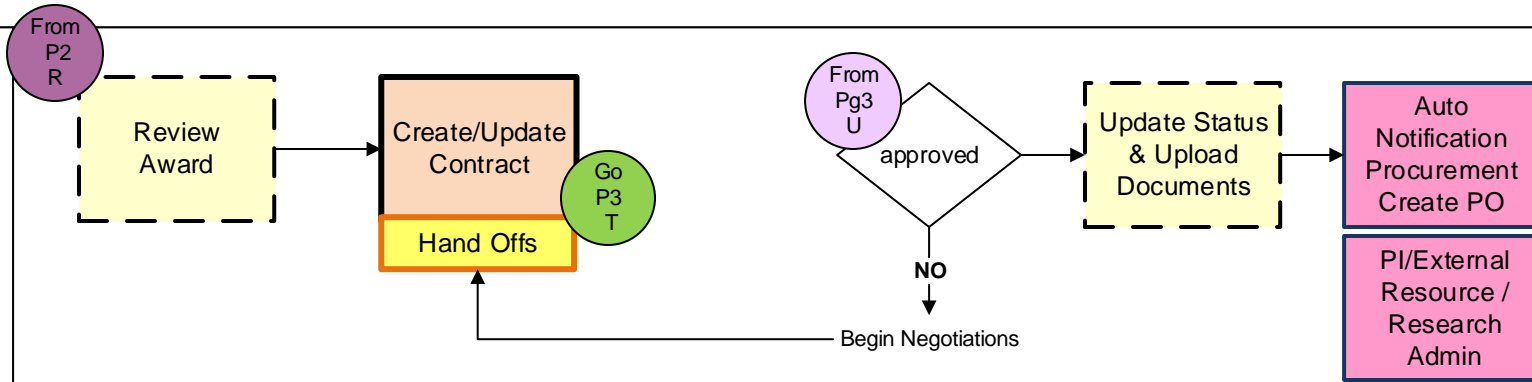 From
P2
R
Review
Award
Create/Update
Contract
Go
P3
T
Hand Offs
From
Pg3
U
approved
NO
Begin Negotiations
Update Status
& Upload
Documents
Auto
Notification
Procurement
Create PO
PI/External
Resource /
Research
Admin